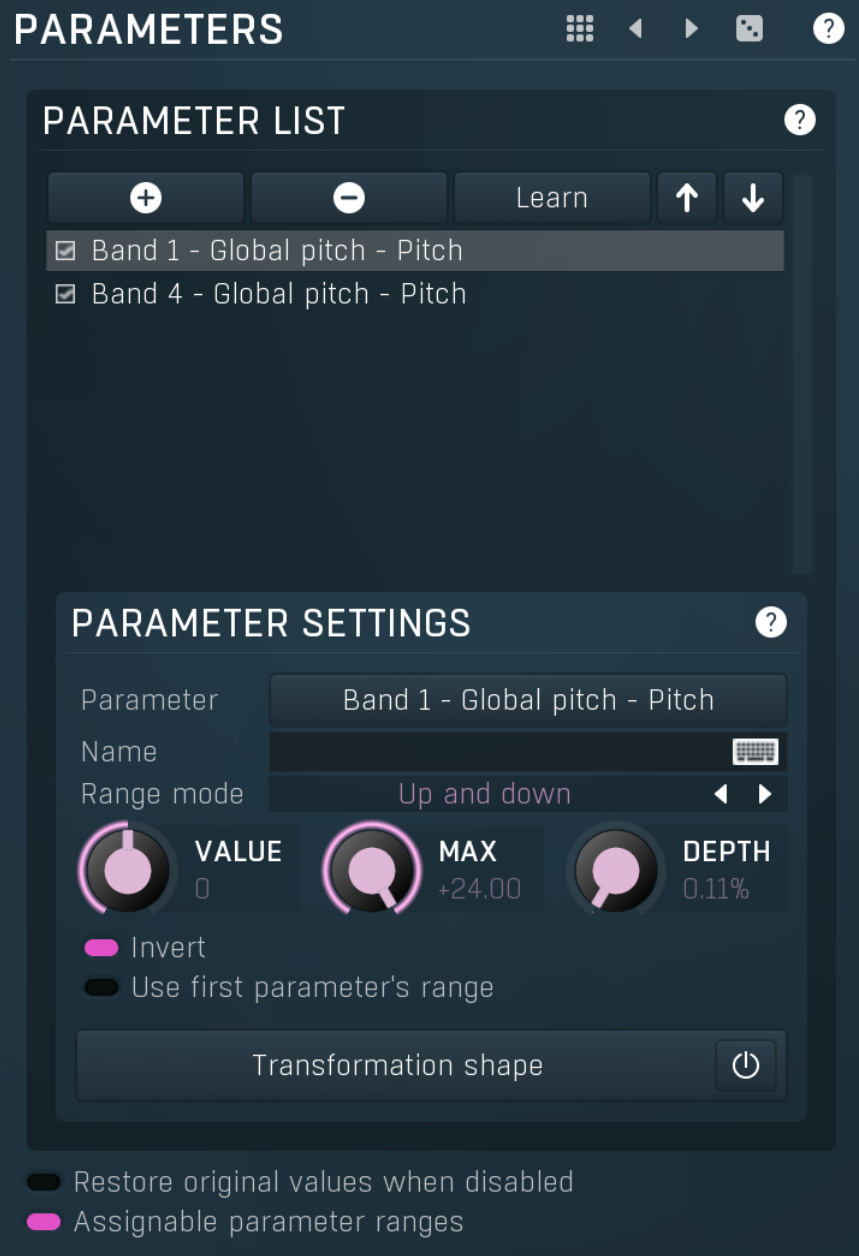 PARAMETERS
?
PARAMETER LIST
?
Learn
Band 1 - Global pitch - Pitch
Band 4 - Global pitch - Pitch
PARAMETER SETTINGS
?
Parameter Band 1 - Global pitch - Pitch
Name
Range mode Up and down
VALUE MAX DEPTH
0 +24.00 0.11%
Invert
Use first parameter's range
Transformation shape
Restore original values when disabled
Assignable parameter ranges